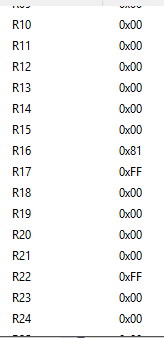 R10 0x00
R11 0x00
R12 0x00
R13 0x00
R14 0x00
R15 0x00
R16 0x81
R17 0xFF
R18 0x00
R19 0x00
R20 0x00
R21 0x00
R22 0xFF
R23 0x00
R24 0x00